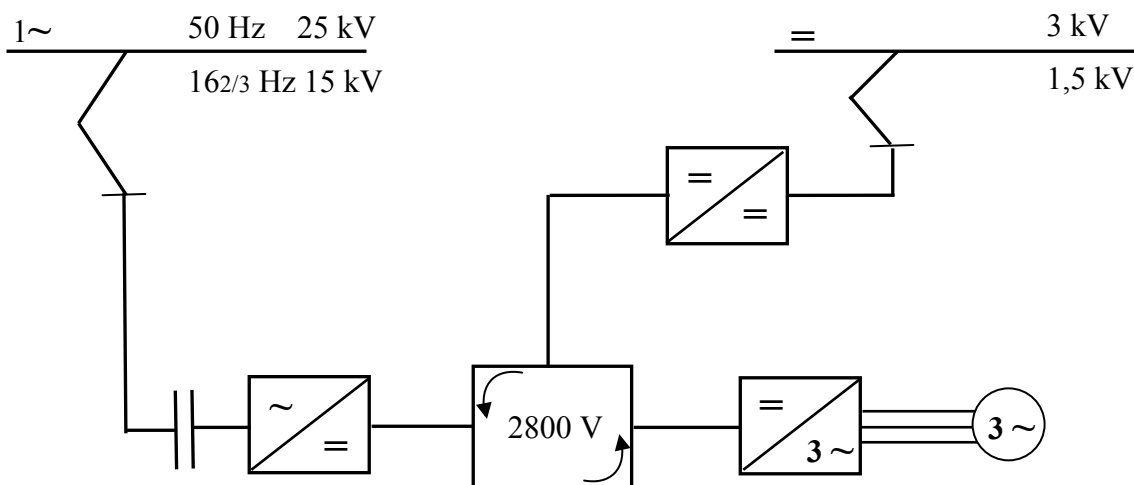 1~ 50 Hz 25 kV
16 2/3 Hz 15 kV
= 3 kV
1,5 kV
=
=
~
=
2800 V
=
3 ~
3 ~